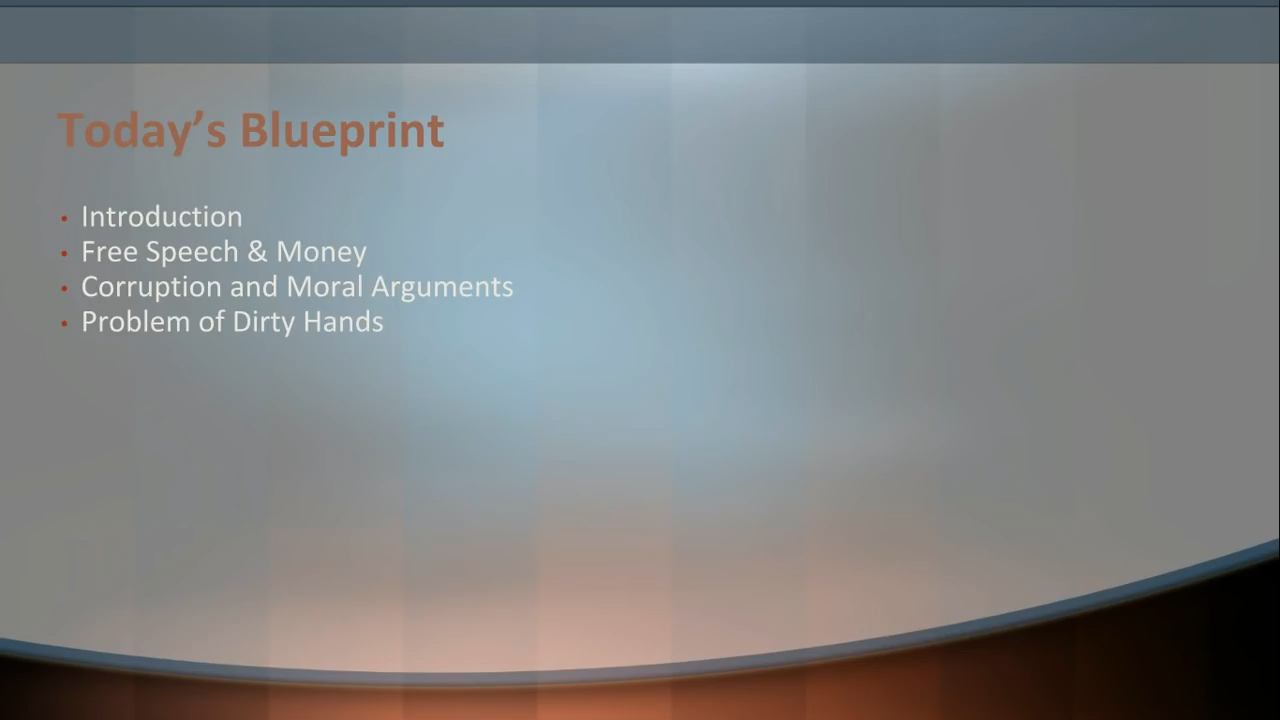 Today’s Blueprint
• Introduction
• Free Speech & Money
• Corruption and Moral Arguments
• Problem of Dirty Hands